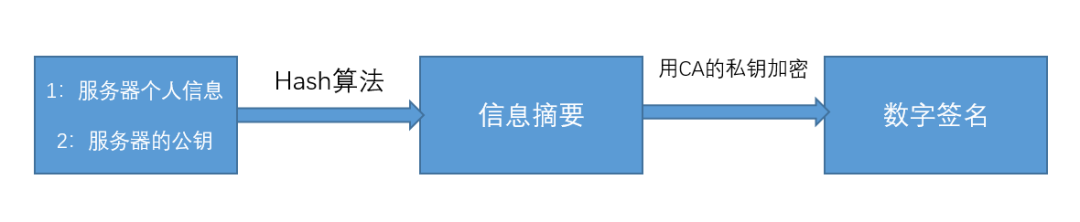 1：服务器个人信息
2：服务器的公钥
Hash算法
信息摘要
用CA的私钥加密
数字签名